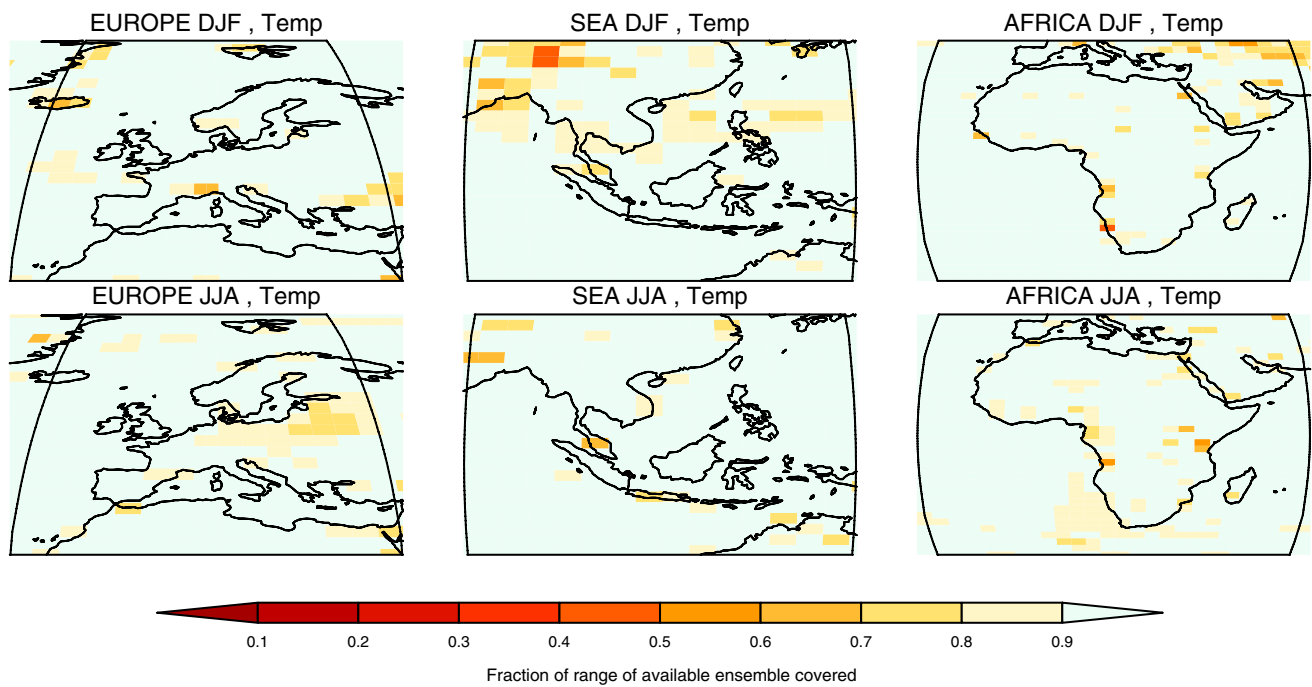 EUROPE DJF , Temp
SEA DJF , Temp
AFRICA DJF , Temp
EUROPE JJA , Temp
SEA JJA , Temp
AFRICA JJA , Temp
0.1 0.2 0.3 0.4 0.5 0.6 0.7 0.8 0.9
Fraction of range of available ensemble covered